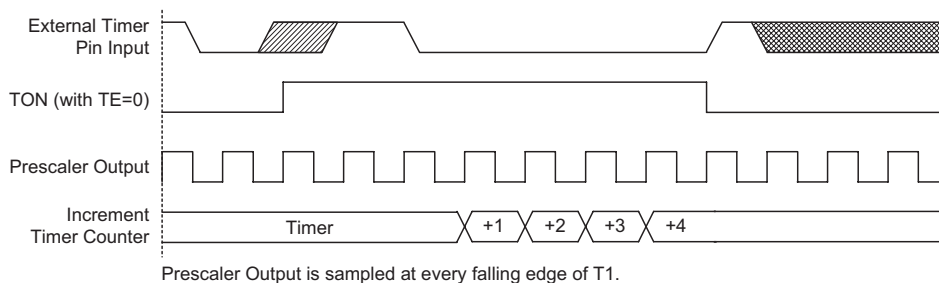 External Timer
Pin Input
TON (with TE=0)
Prescaler Output
Increment
Timer Counter
Timer
+1
+2
+3
+4
Prescaler Output is sampled at every falling edge of T1.